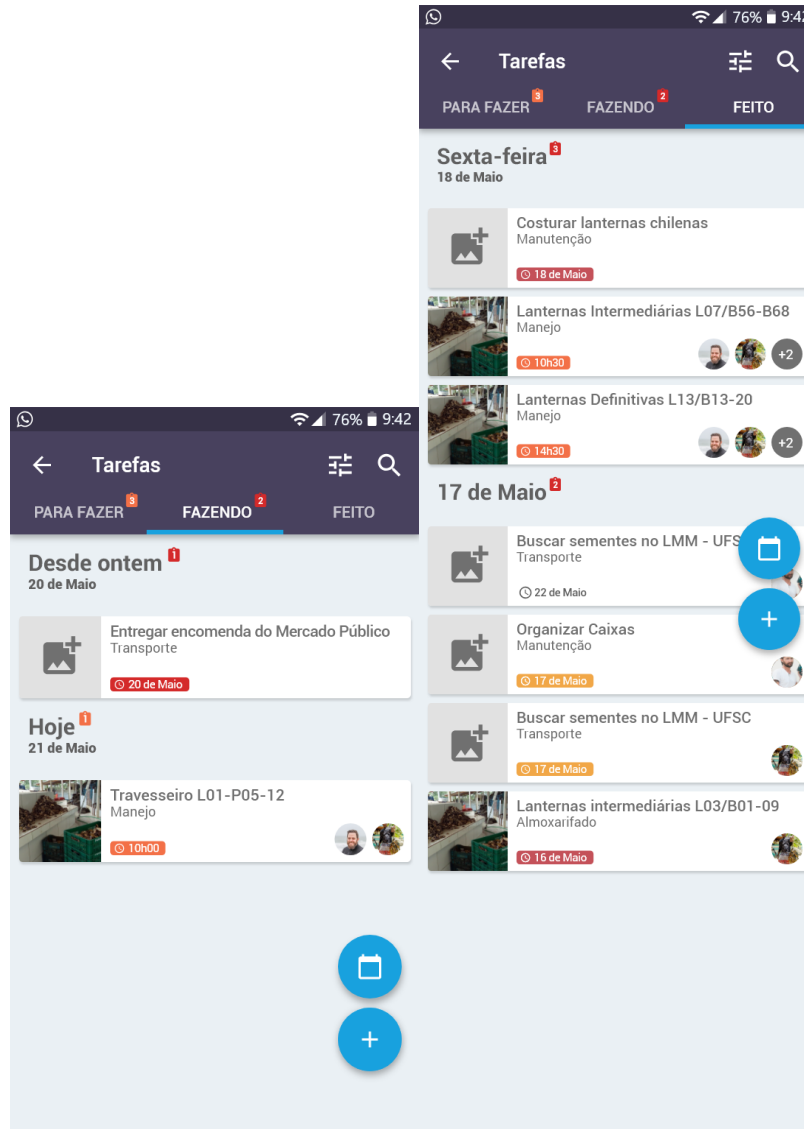 76% 9:42
Tarefas
PARA FAZER 3 FAZENDO 2 FEITO
Desde ontem 1
20 de Maio
Entregar encomenda do Mercado Público
Transporte
20 de Maio
Hoje 1
21 de Maio
Travesseiro L01-P05-12
Manejo
10h00
76% 9:42
Tarefas
PARA FAZER 3 FAZENDO 2 FEITO
Sexta-feira 3
18 de Maio
Costurar lanternas chilenas
Manutenção
18 de Maio
Lanternas Intermediárias L07/B56-B68
Manejo
10h30
+2
Lanternas Definitivas L13/B13-20
Manejo
14h30
+2
17 de Maio 2
Buscar sementes no LMM - UFS
Transporte
22 de Maio
Organizar Caixas
Manutenção
17 de Maio
Buscar sementes no LMM - UFSC
Transporte
17 de Maio
Lanternas intermediárias L03/B01-09
Almoxarifado
16 de Maio